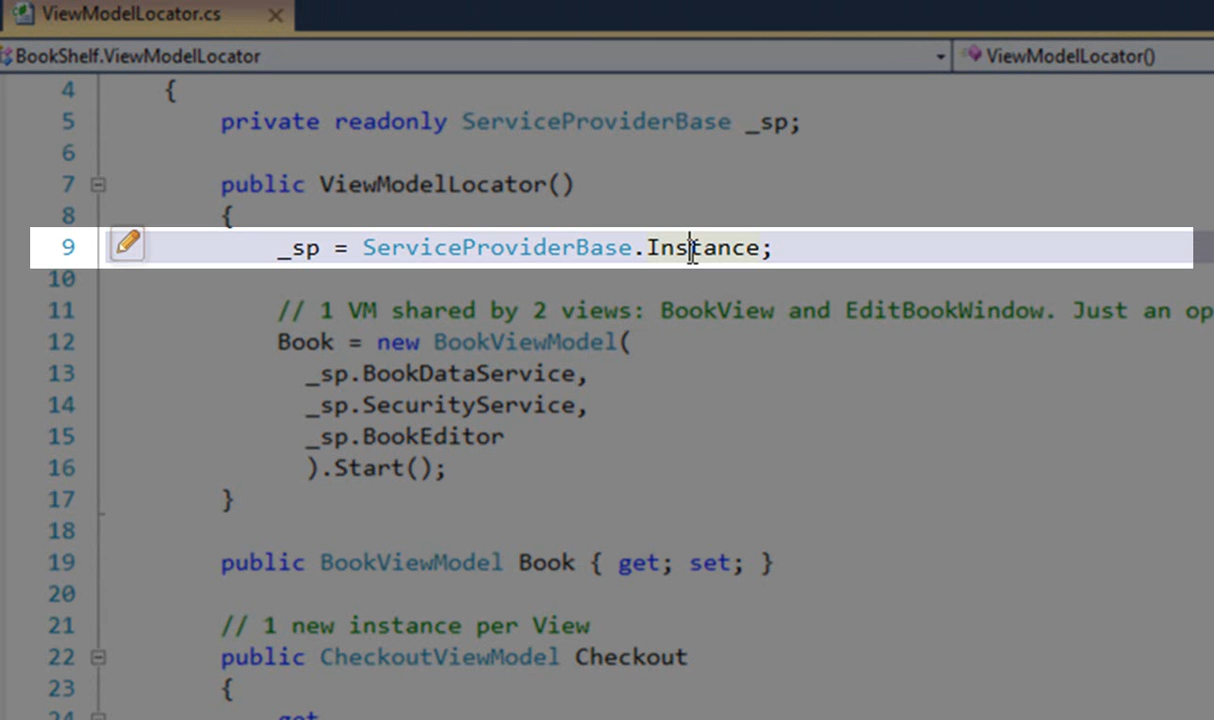 ViewModelLocator.cs
BookShelf.ViewModelLocator ViewModelLocator()
4 {
5 private readonly ServiceProviderBase _sp;
6
7 public ViewModelLocator()
8 {
9 _sp = ServiceProviderBase.Instance;
10
11 // 1 VM shared by 2 views: BookView and EditBookWindow. Just an op
12 Book = new BookViewModel(
13 _sp.BookDataService,
14 _sp.SecurityService,
15 _sp.BookEditor
16 ).Start();
17 }
18
19 public BookViewModel Book { get; set; }
20
21 // 1 new instance per View
22 public CheckoutViewModel Checkout
23 {
24 get